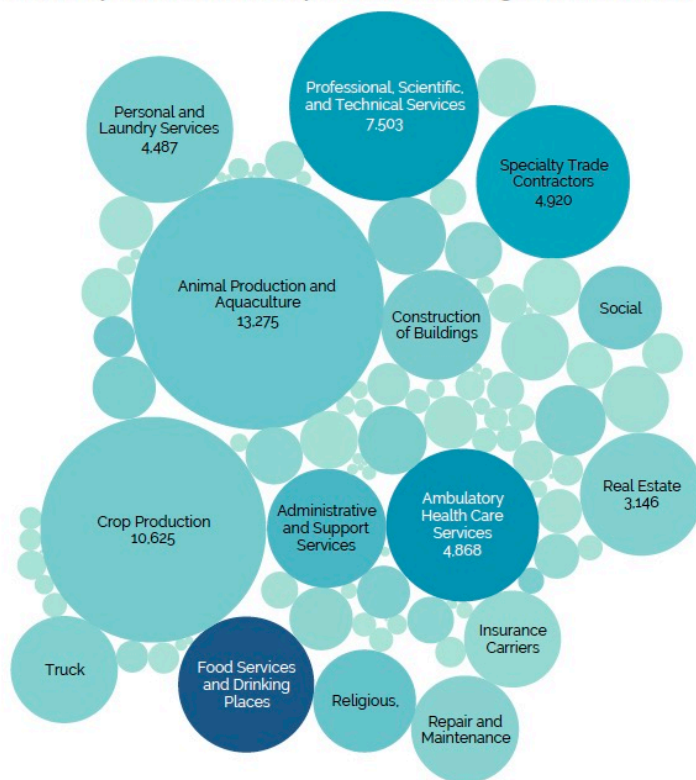 Professional, Scientific,
and Technical Services
7,503
Personal and
Laundry Services
4,487
Specialty Trade
Contractors
4,920
Animal Production and
Aquaculture
13,275
Construction
of Buildings
Social
Crop Production
10,625
Administrative
and Support
Services
Ambulatory
Health Care
Services
4,868
Real Estate
3,146
Truck
Food Services
and Drinking
Places
Religious,
Insurance
Carriers
Repair and
Maintenance